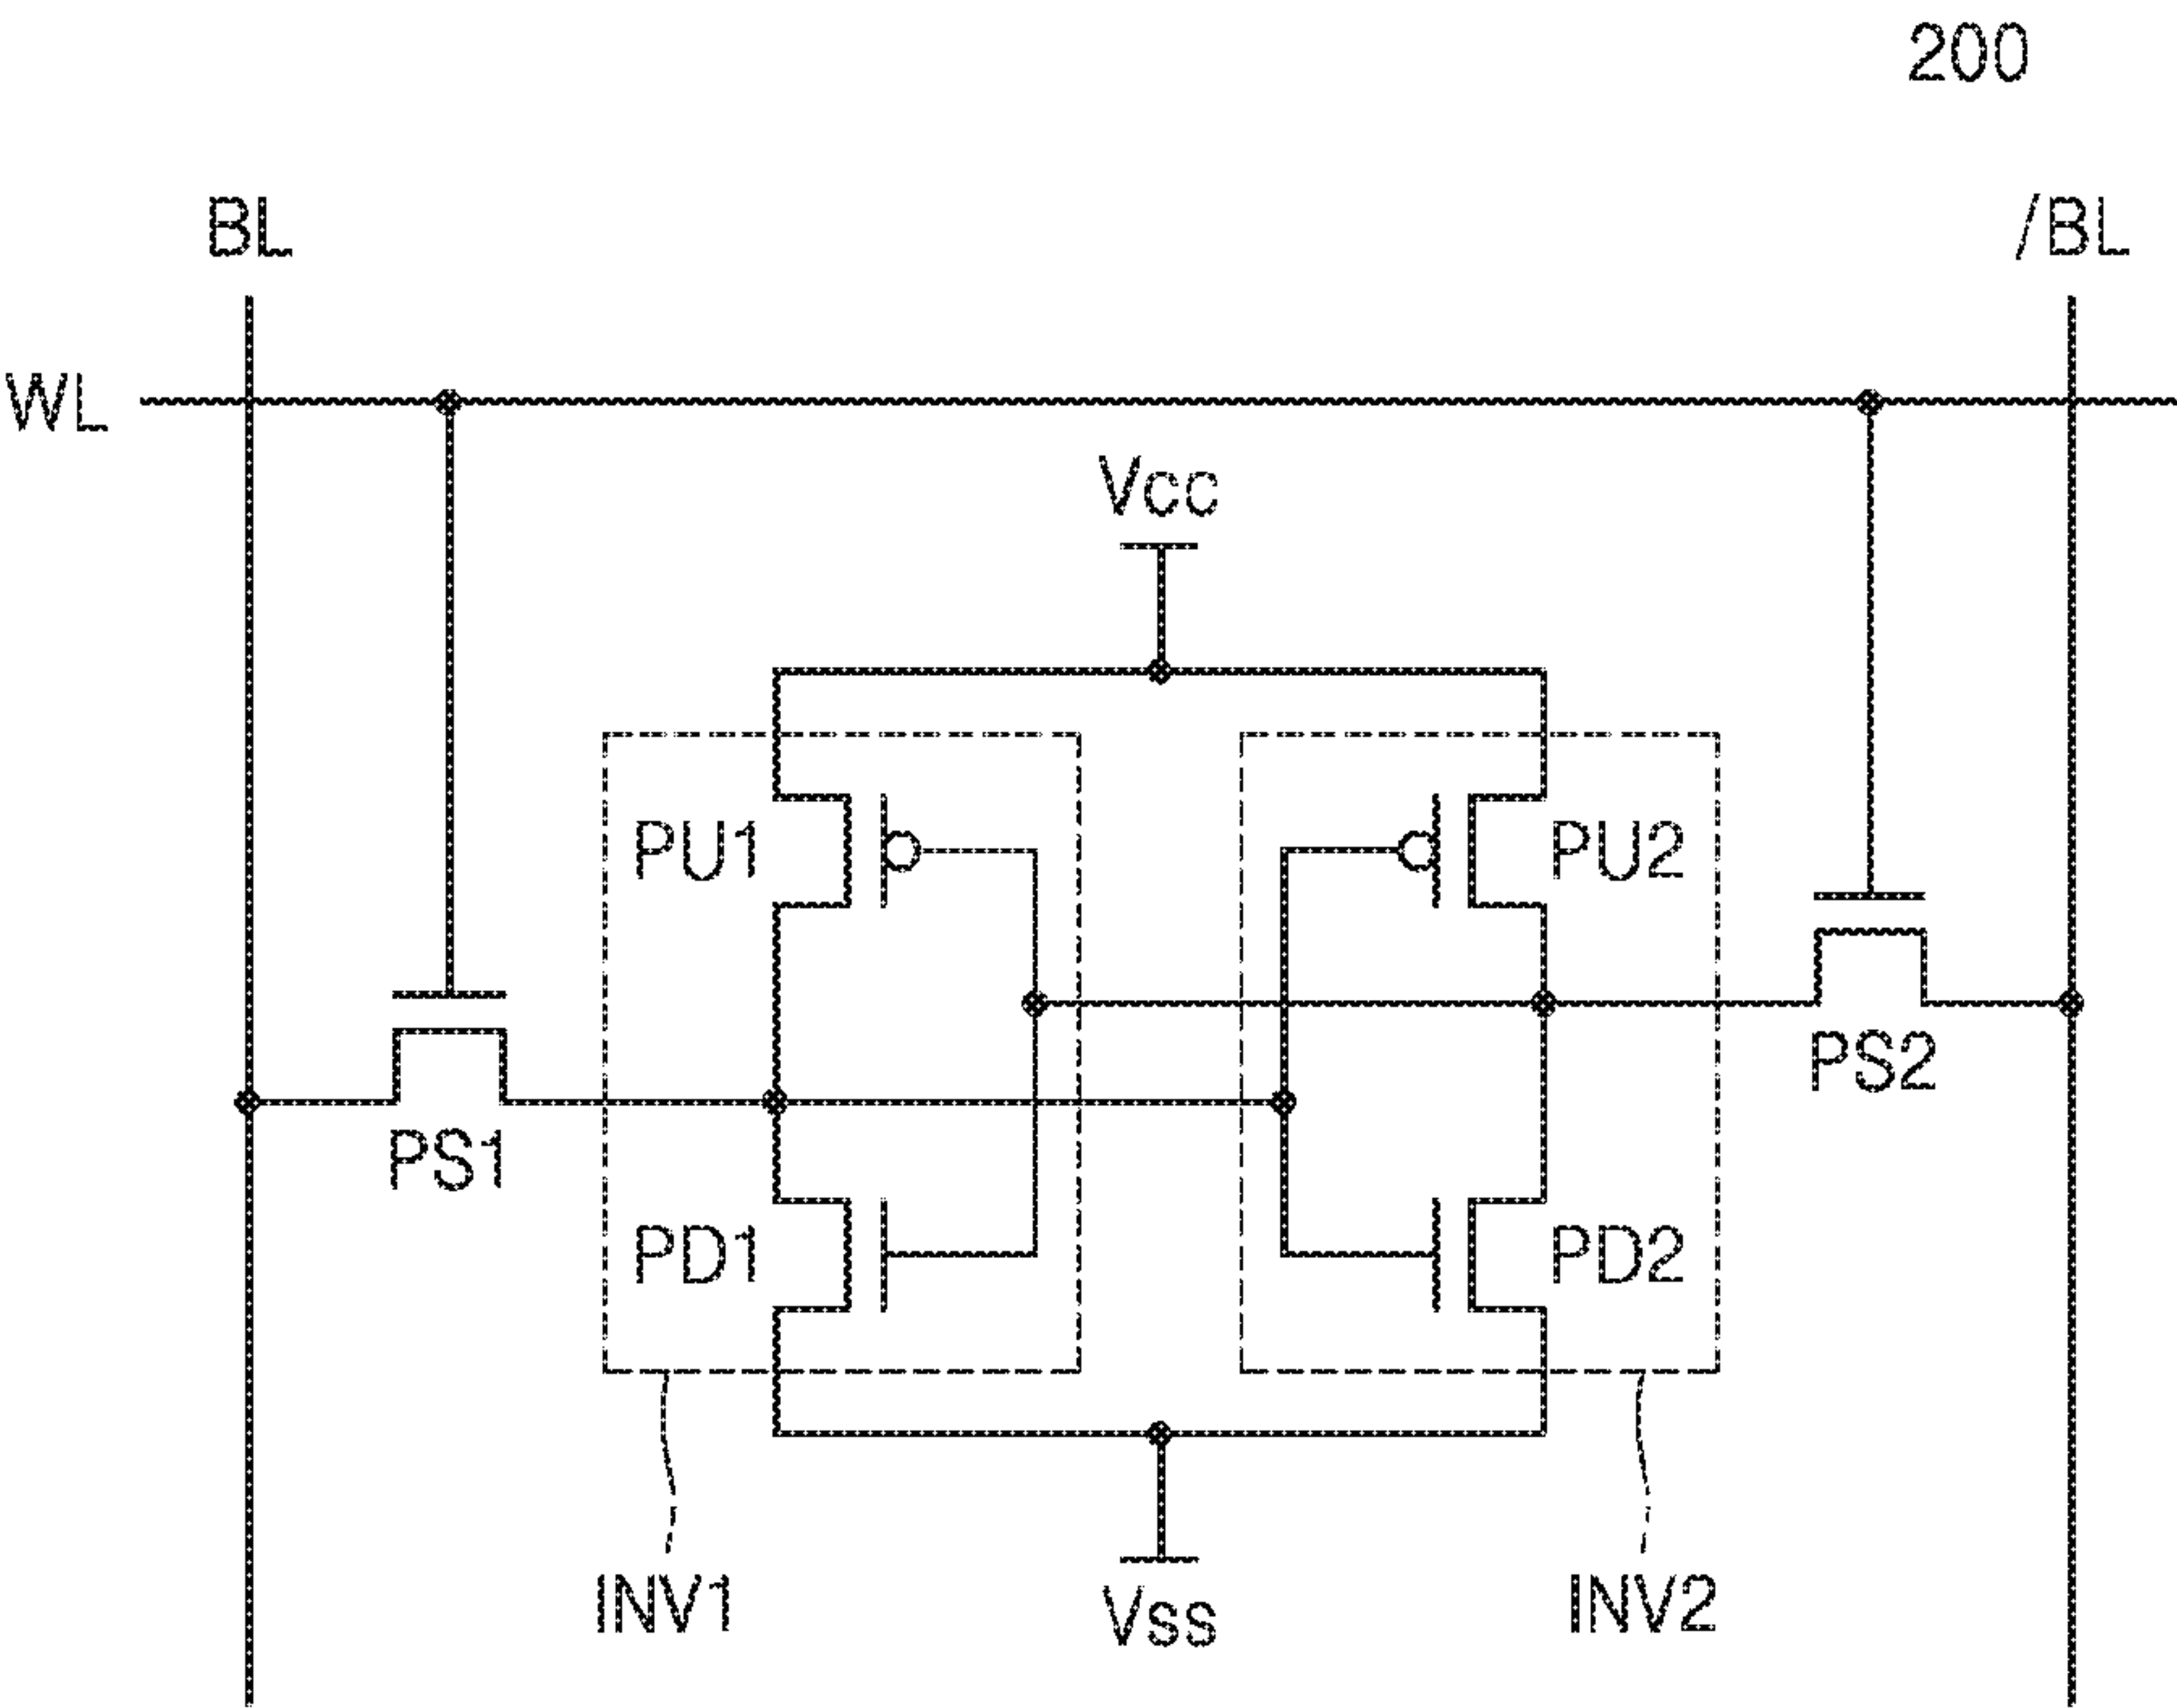 200
BL
/BL
WL
Vcc
PU1
PU2
PS2
PS1
PD1
PD2
INV1
Vss
INV2